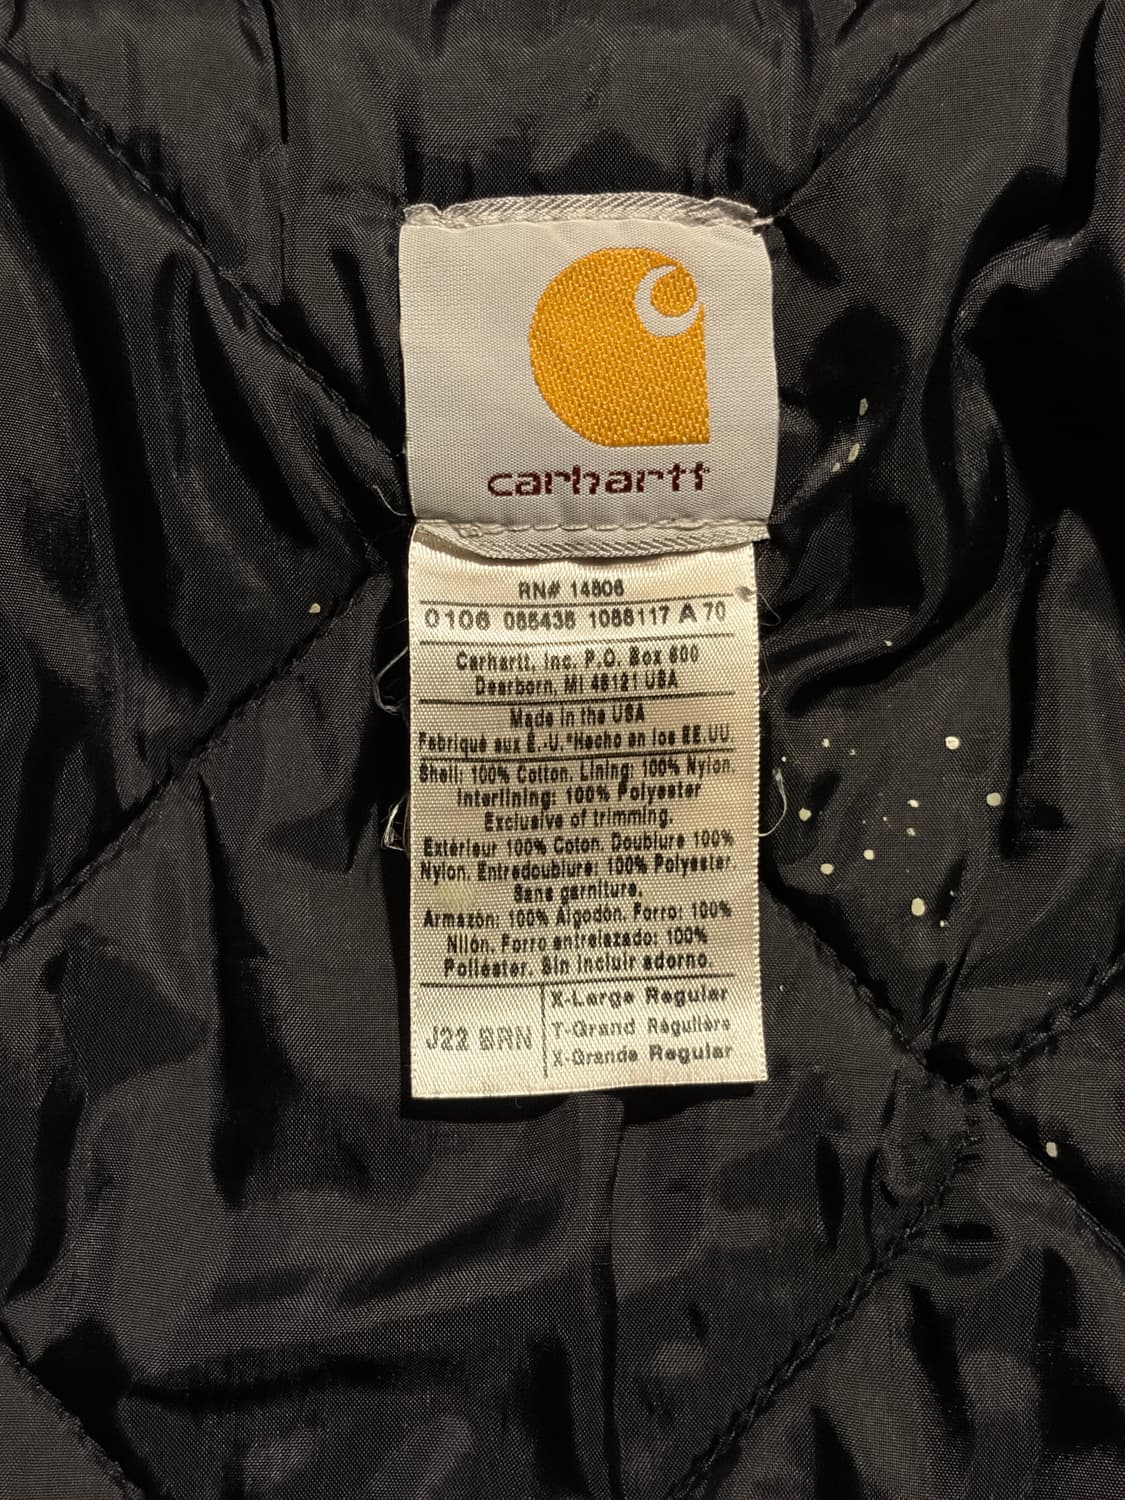 carhartt
RN# 14806
0106 085435 1088117 A 70
Carhartt, Inc. P.O. Box 600
Dearborn, MI 48121 USA
Made in the USA
Fabriqué aux É.-U. *Hecho en los EE.UU
Shell: 100% Cotton. Lining: 100% Nylon.
Interlining: 100% Polyester
Exclusive of trimming.
Extérieur 100% Coton. Doublure 100%
Nylon. Entredoublure: 100% Polyester.
Sans garniture.
Armazón: 100% Algodón. Forro: 100%
Nilón. Forro entrelazado: 100%
Poliéster. Sin incluir adorno.
J22 BRN
X-Large Regular
T-Grand Régulière
X-Grande Regular